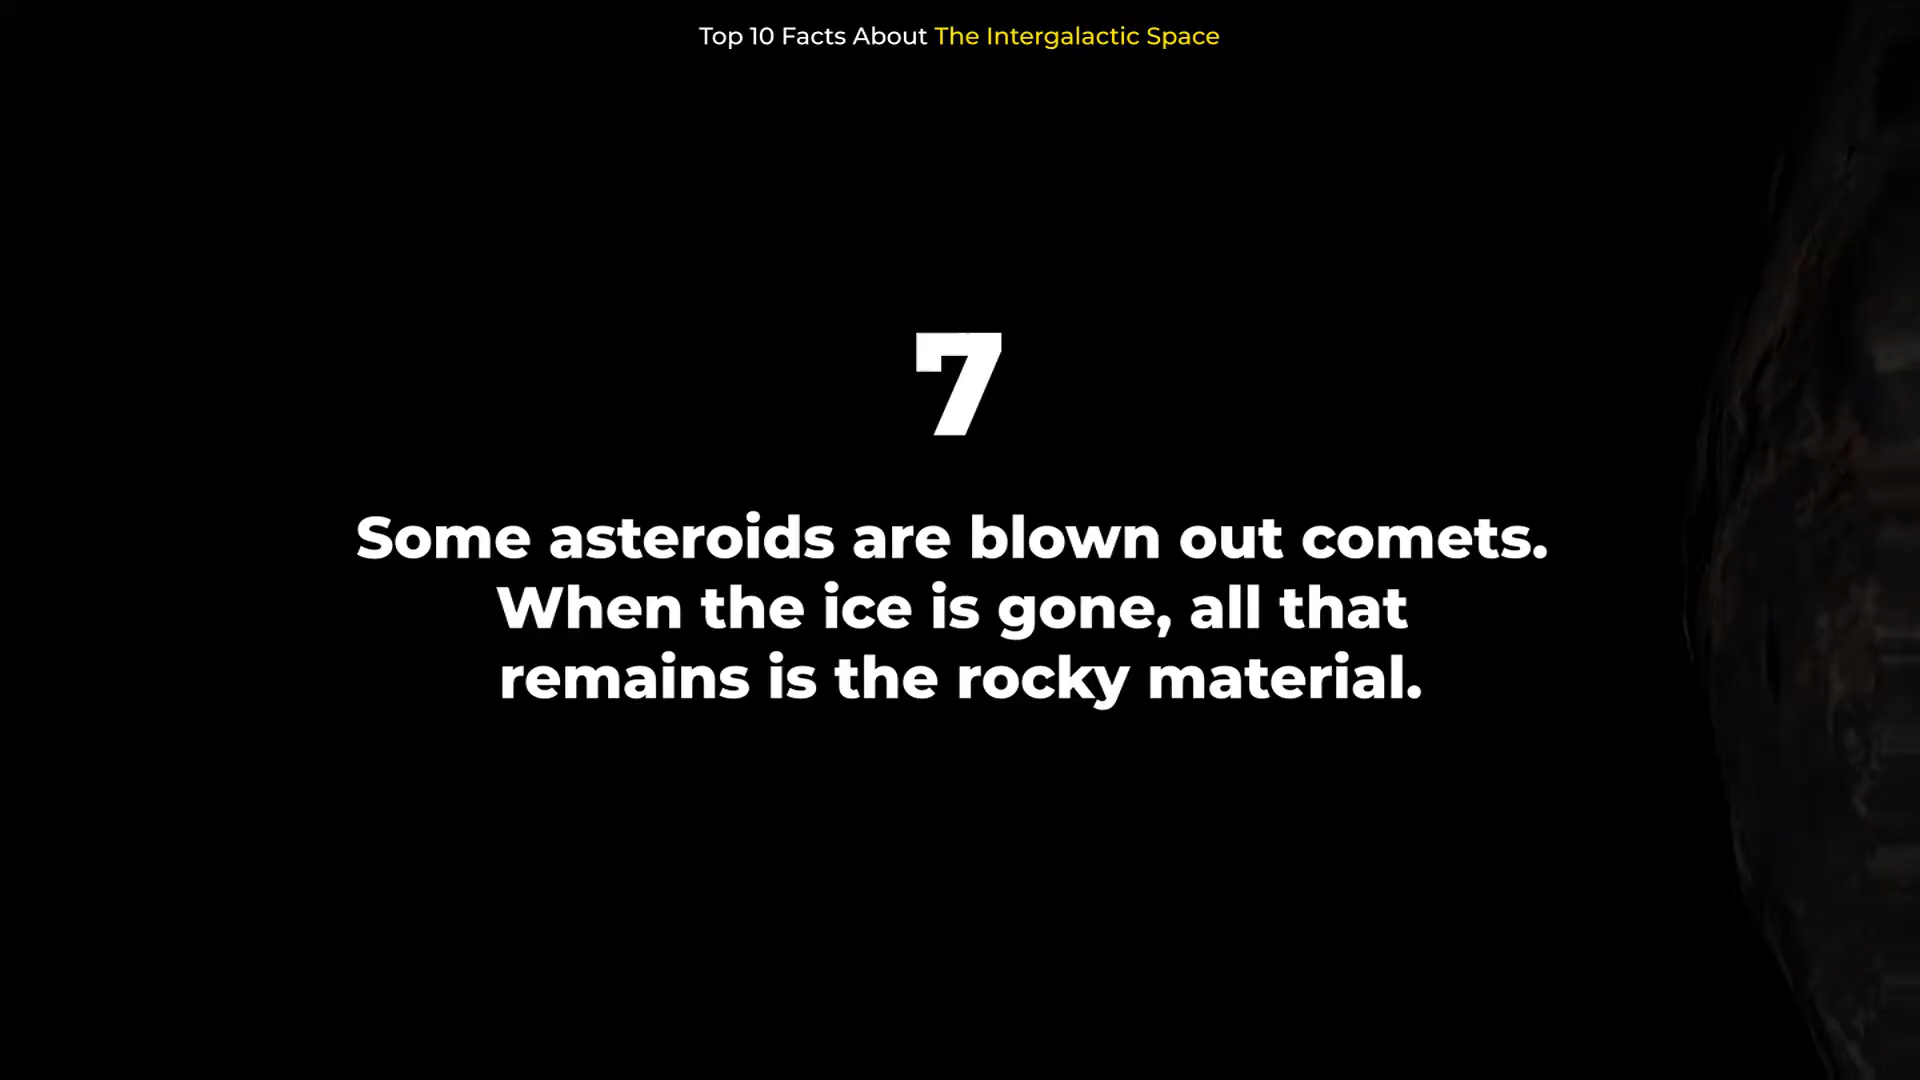 Top 10 Facts About The Intergalactic Space
7
Some asteroids are blown out comets.
When the ice is gone, all that
remains is the rocky material.